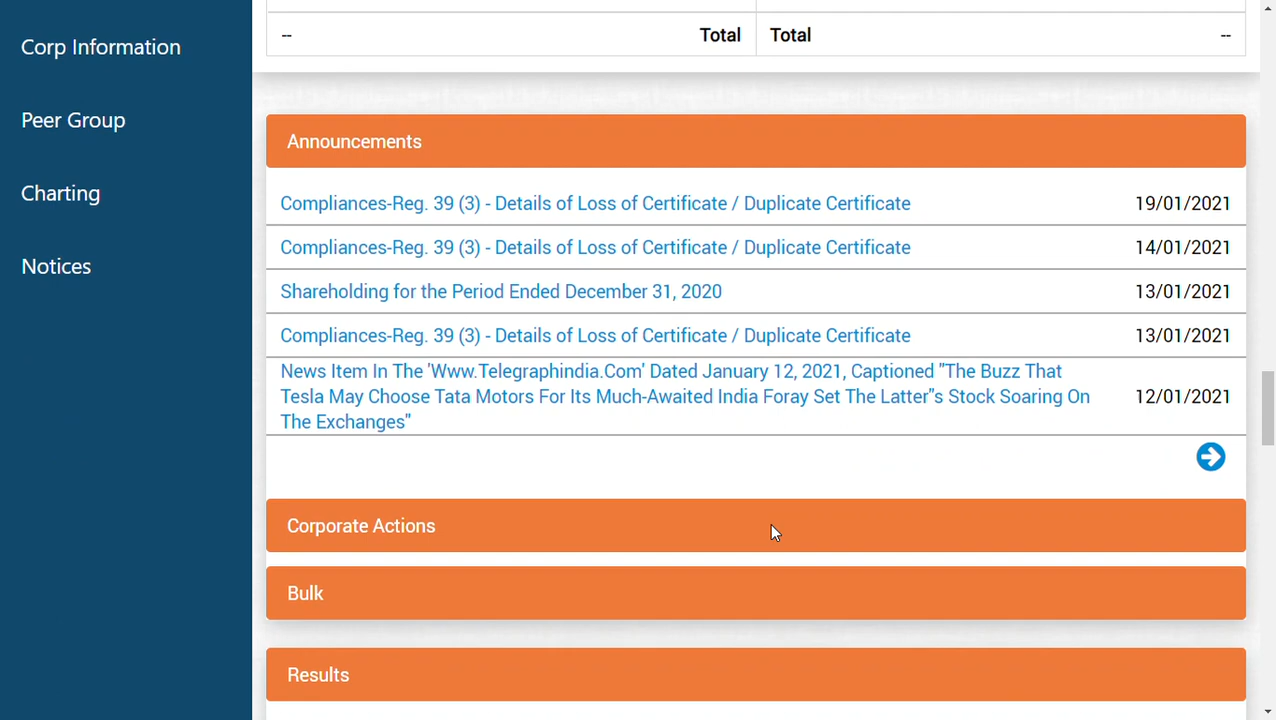 Corp Information
Peer Group
Charting
Notices
-- Total Total --
Announcements
Compliances-Reg. 39 (3) - Details of Loss of Certificate / Duplicate Certificate 19/01/2021
Compliances-Reg. 39 (3) - Details of Loss of Certificate / Duplicate Certificate 14/01/2021
Shareholding for the Period Ended December 31, 2020 13/01/2021
Compliances-Reg. 39 (3) - Details of Loss of Certificate / Duplicate Certificate 13/01/2021
News Item In The 'Www.Telegraphindia.Com' Dated January 12, 2021, Captioned "The Buzz That
Tesla May Choose Tata Motors For Its Much-Awaited India Foray Set The Latter"s Stock Soaring On 12/01/2021
The Exchanges"
Corporate Actions
Bulk
Results